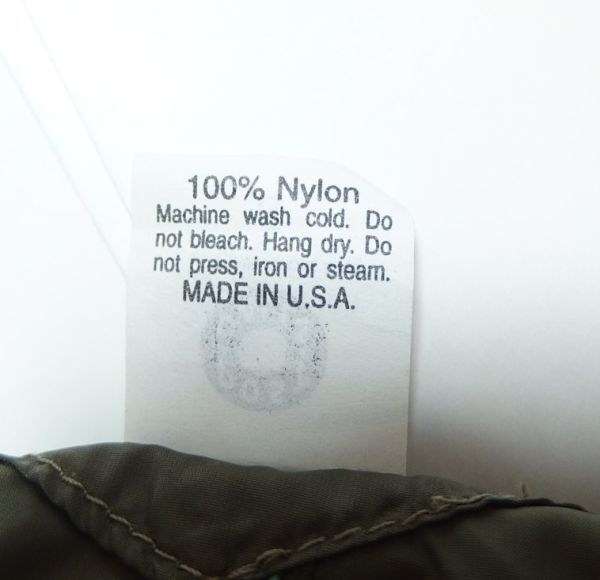 100% Nylon
Machine wash cold. Do
not bleach. Hang dry. Do
not press, iron or steam.
MADE IN U.S.A.